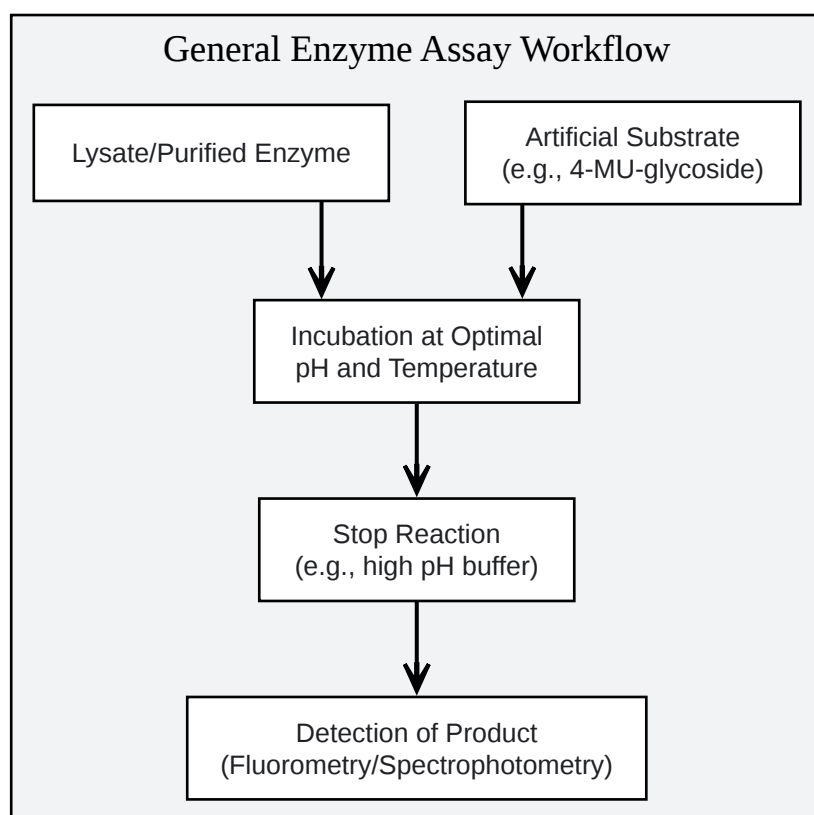 General Enzyme Assay Workflow
Lysate/Purified Enzyme
Artificial Substrate
(e.g., 4-MU-glycoside)
Incubation at Optimal
pH and Temperature
Stop Reaction
(e.g., high pH buffer)
Detection of Product
(Fluorometry/Spectrophotometry)